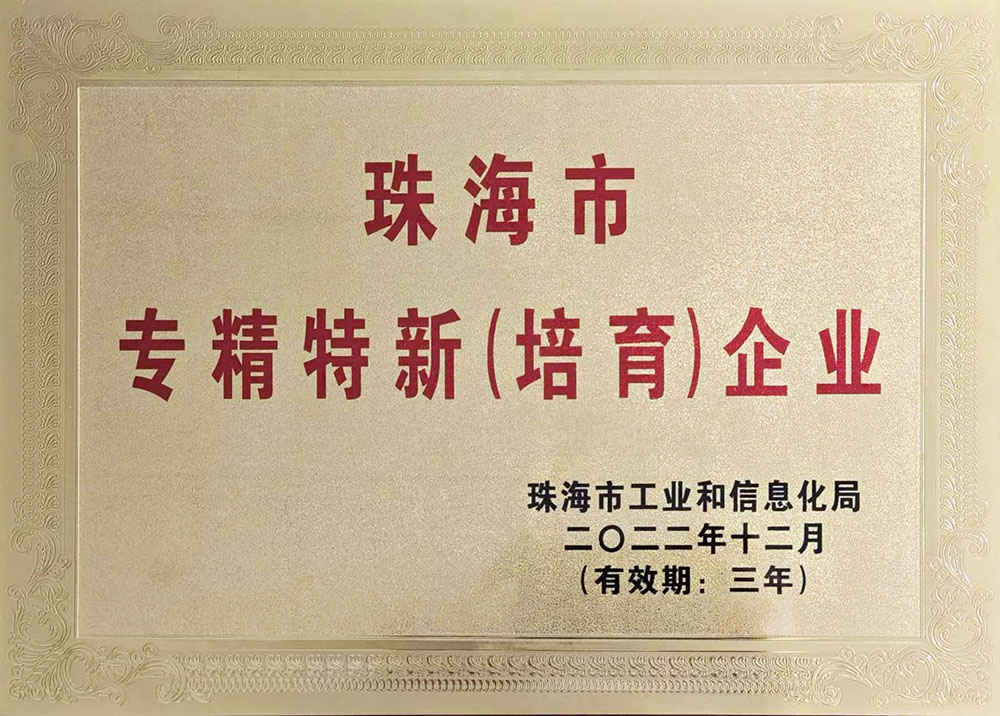 珠海市
专精特新(培育)企业
珠海市工业和信息化局
二〇二二年十二月
(有效期:三年)